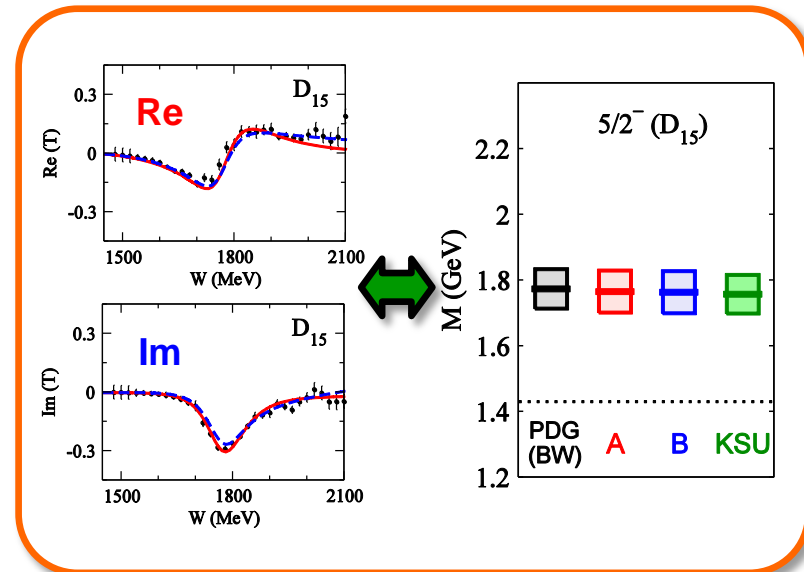 D15
Re
Re (T)
0.3
0
-0.3
1500
1800
2100
W (MeV)
D15
Im
Im (T)
0.3
0
-0.3
1500
1800
2100
W (MeV)
5/2⁻ (D15)
M (GeV)
2.2
2
1.8
1.6
1.4
1.2
PDG
(BW)
A
B
KSU